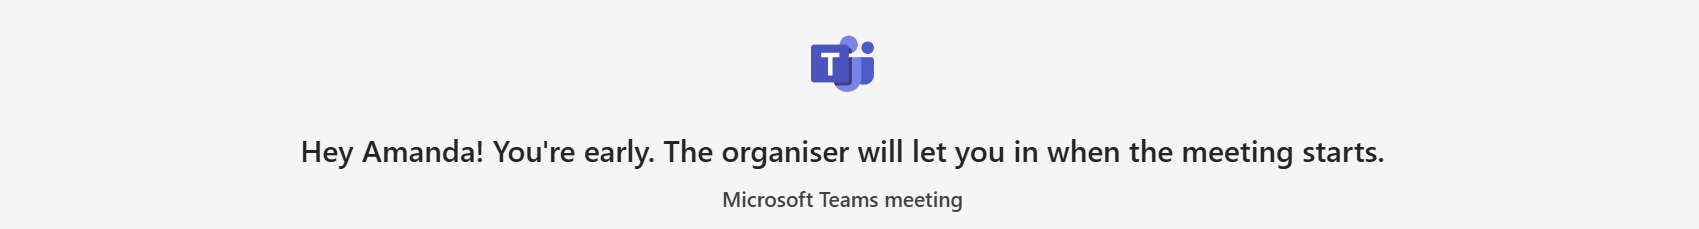 Hey Amanda! You're early. The organiser will let you in when the meeting starts.
Microsoft Teams meeting